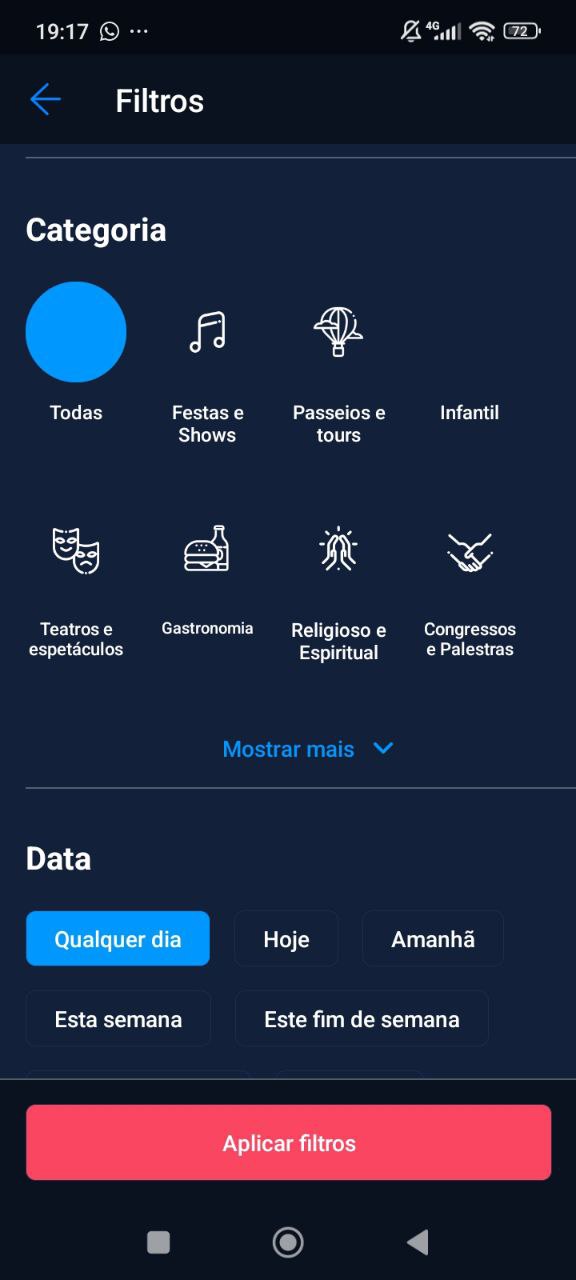 19:17
4G
72
Filtros
Categoria
Todas
Festas e
Shows
Passeios e
tours
Infantil
Teatros e
espetáculos
Gastronomia
Religioso e
Espiritual
Congressos
e Palestras
Mostrar mais
Data
Qualquer dia
Hoje
Amanhã
Esta semana
Este fim de semana
Aplicar filtros